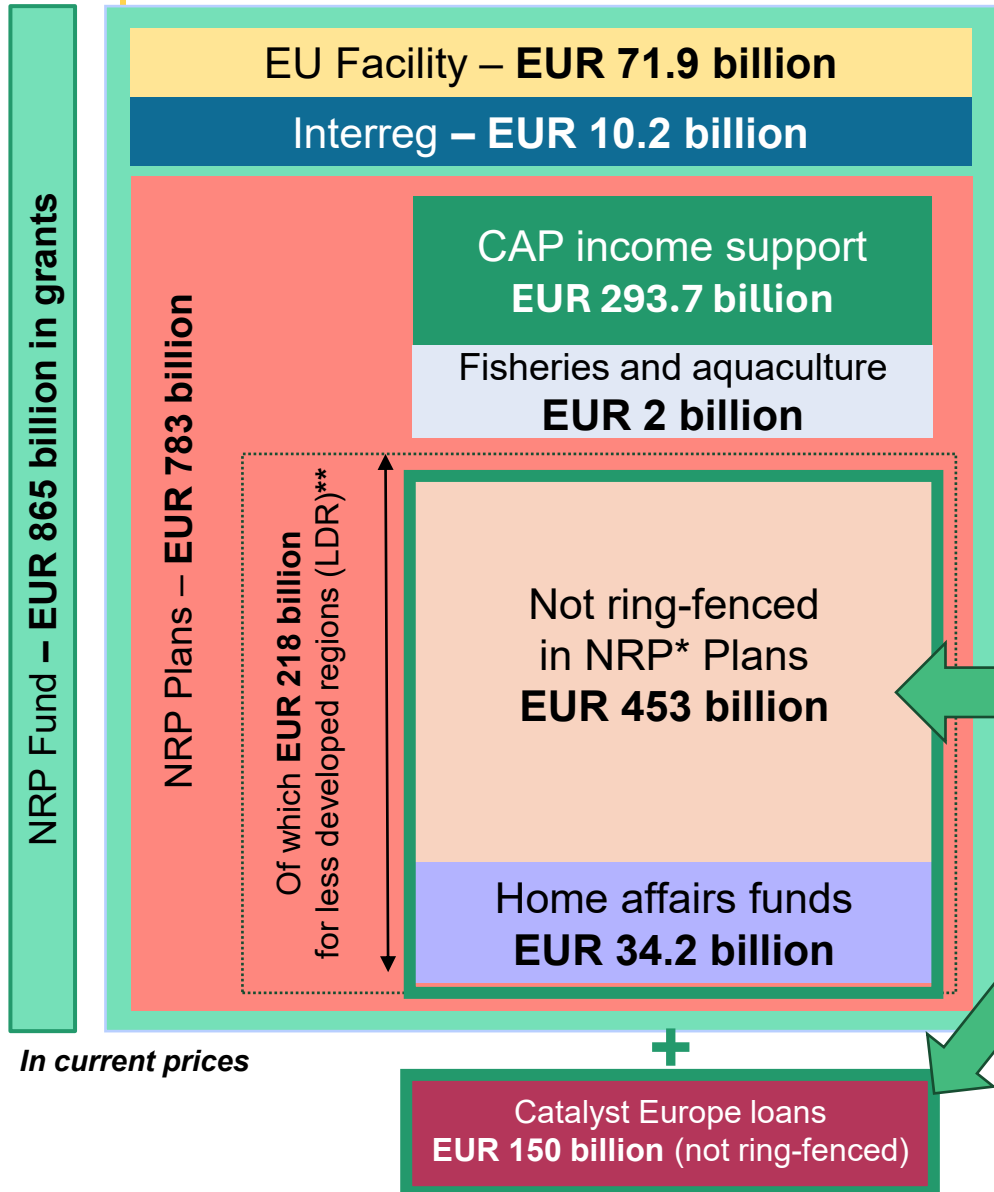 NRP Fund – EUR 865 billion in grants
EU Facility – EUR 71.9 billion
Interreg – EUR 10.2 billion
NRP Plans – EUR 783 billion
CAP income support
EUR 293.7 billion
Fisheries and aquaculture
EUR 2 billion
Of which EUR 218 billion
for less developed regions (LDR)**
Not ring-fenced
in NRP* Plans
EUR 453 billion
Home affairs funds
EUR 34.2 billion
In current prices
+
Catalyst Europe loans
EUR 150 billion (not ring-fenced)